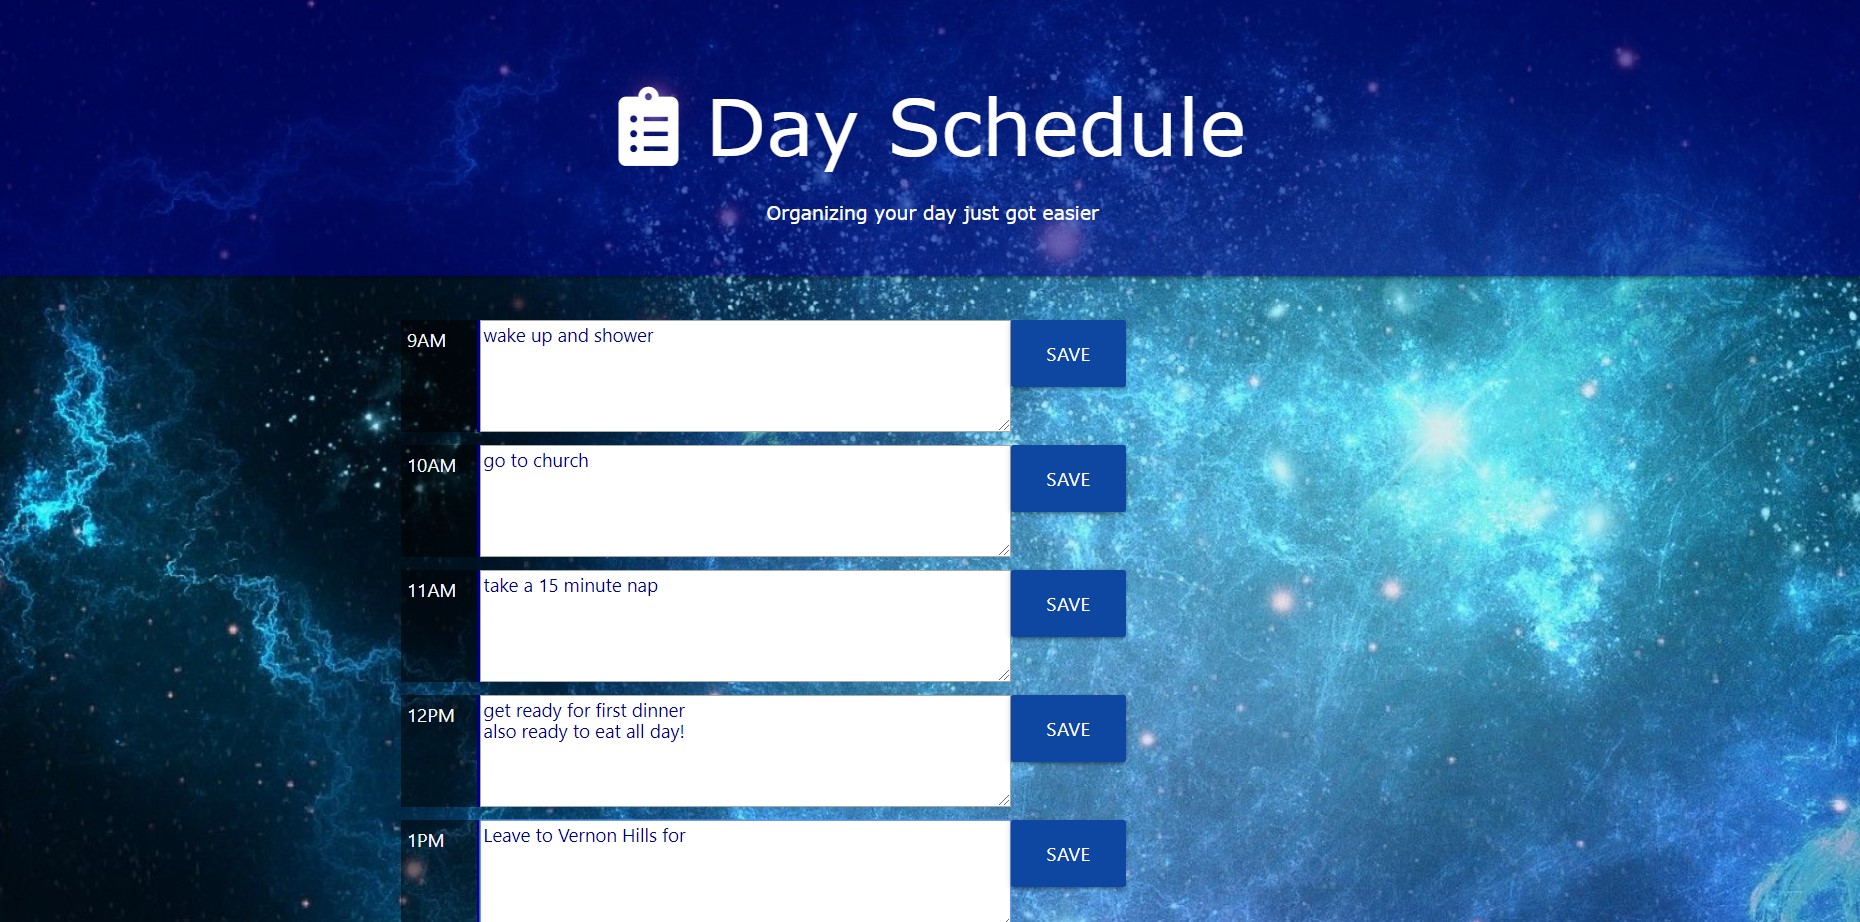 Day Schedule
Organizing your day just got easier
9AM
wake up and shower
SAVE
10AM
go to church
SAVE
11AM
take a 15 minute nap
SAVE
12PM
get ready for first dinner
also ready to eat all day!
SAVE
1PM
Leave to Vernon Hills for
SAVE